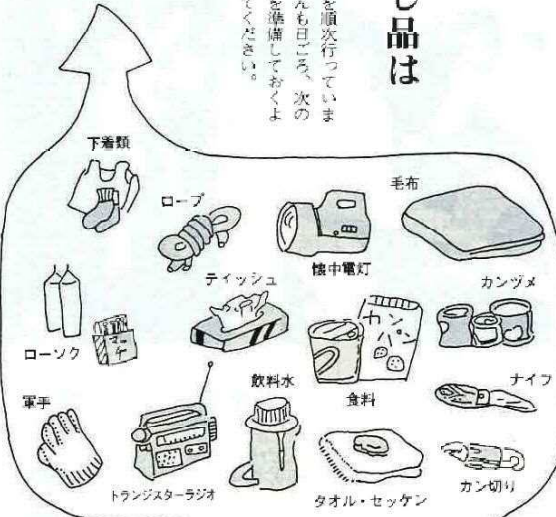 し品は
を順次行っていま
んも日ごろ、次の
を準備しておくよ
てください。
下着類
ロープ
懐中電灯
毛布
ローソク
マッチ
ティッシュ
カンパン
食料
カンヅメ
軍手
トランジスターラジオ
飲料水
タオル・セッケン
ナイフ
カン切り